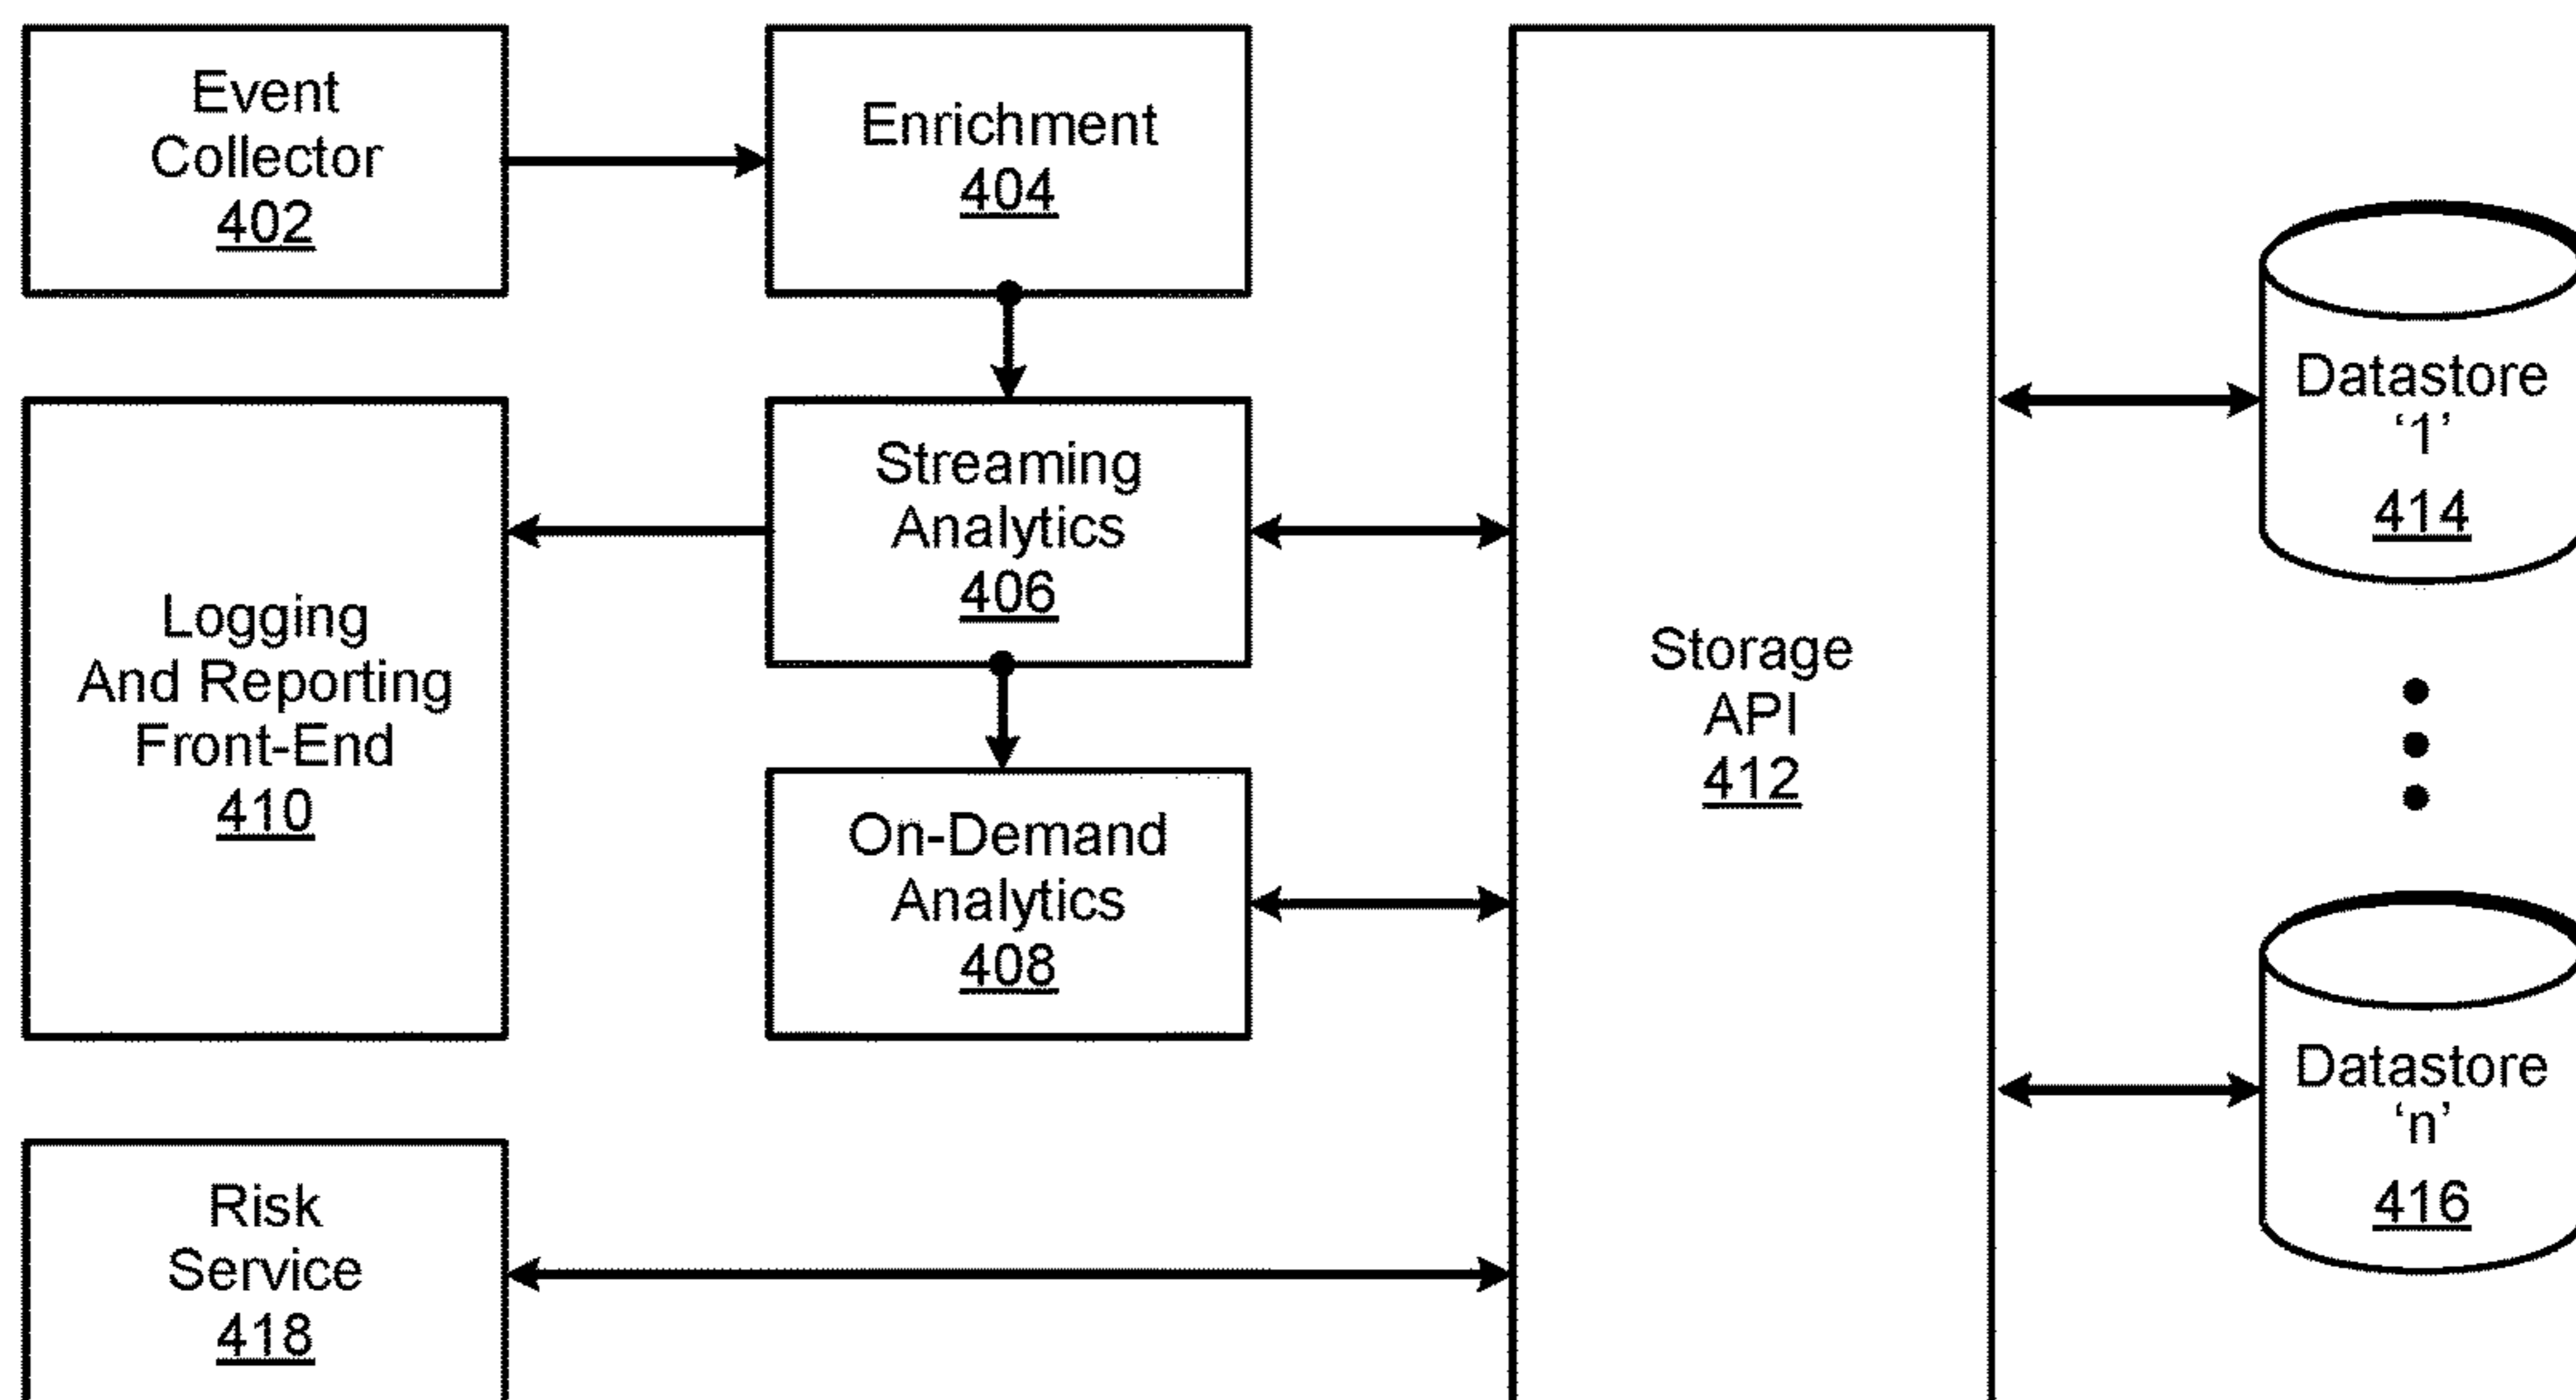 Event
Collector
402
Enrichment
404
Streaming
Analytics
406
Logging
And Reporting
Front-End
410
On-Demand
Analytics
408
Risk
Service
418
Storage
API
412
Datastore
‘1’
414
Datastore
‘n’
416